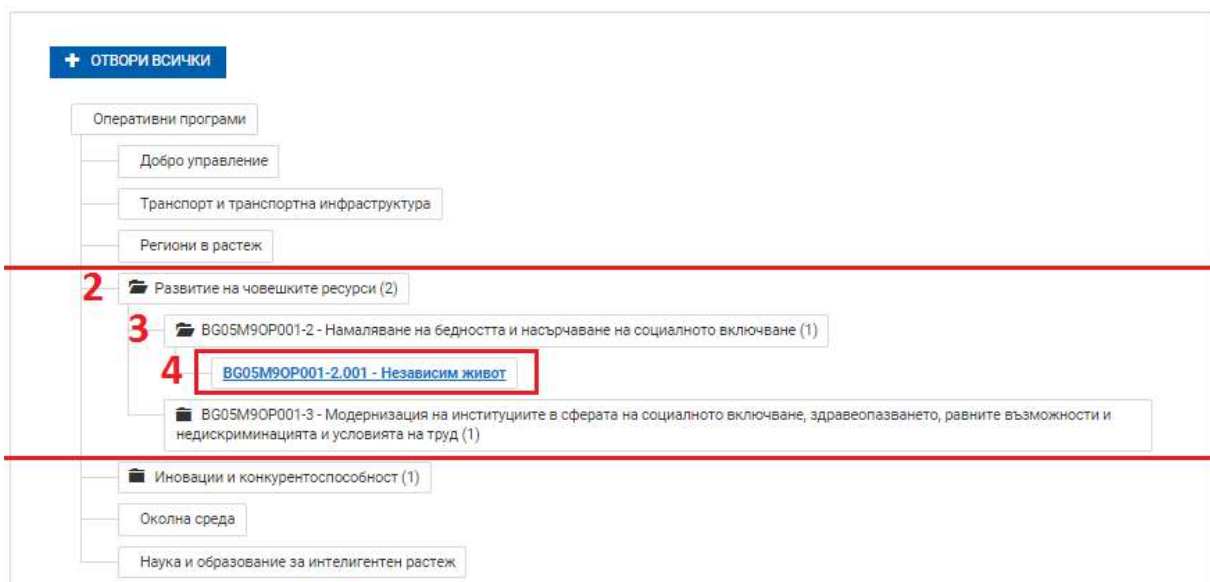 + ОТВОРИ ВСИЧКИ
Оперативни програми
Добро управление
Транспорт и транспортна инфраструктура
Региони в растеж
2 Развитие на човешките ресурси (2)
3 BG05M9OP001-2 - Намаляване на бедността и насърчаване на социалното включване (1)
4 BG05M9OP001-2.001 - Независим живот
BG05M9OP001-3 - Модернизация на институциите в сферата на социалното включване, здравеопазването, равните възможности и
недискриминацията и условията на труд (1)
Иновации и конкурентоспособност (1)
Околна среда
Наука и образование за интелигентен растеж